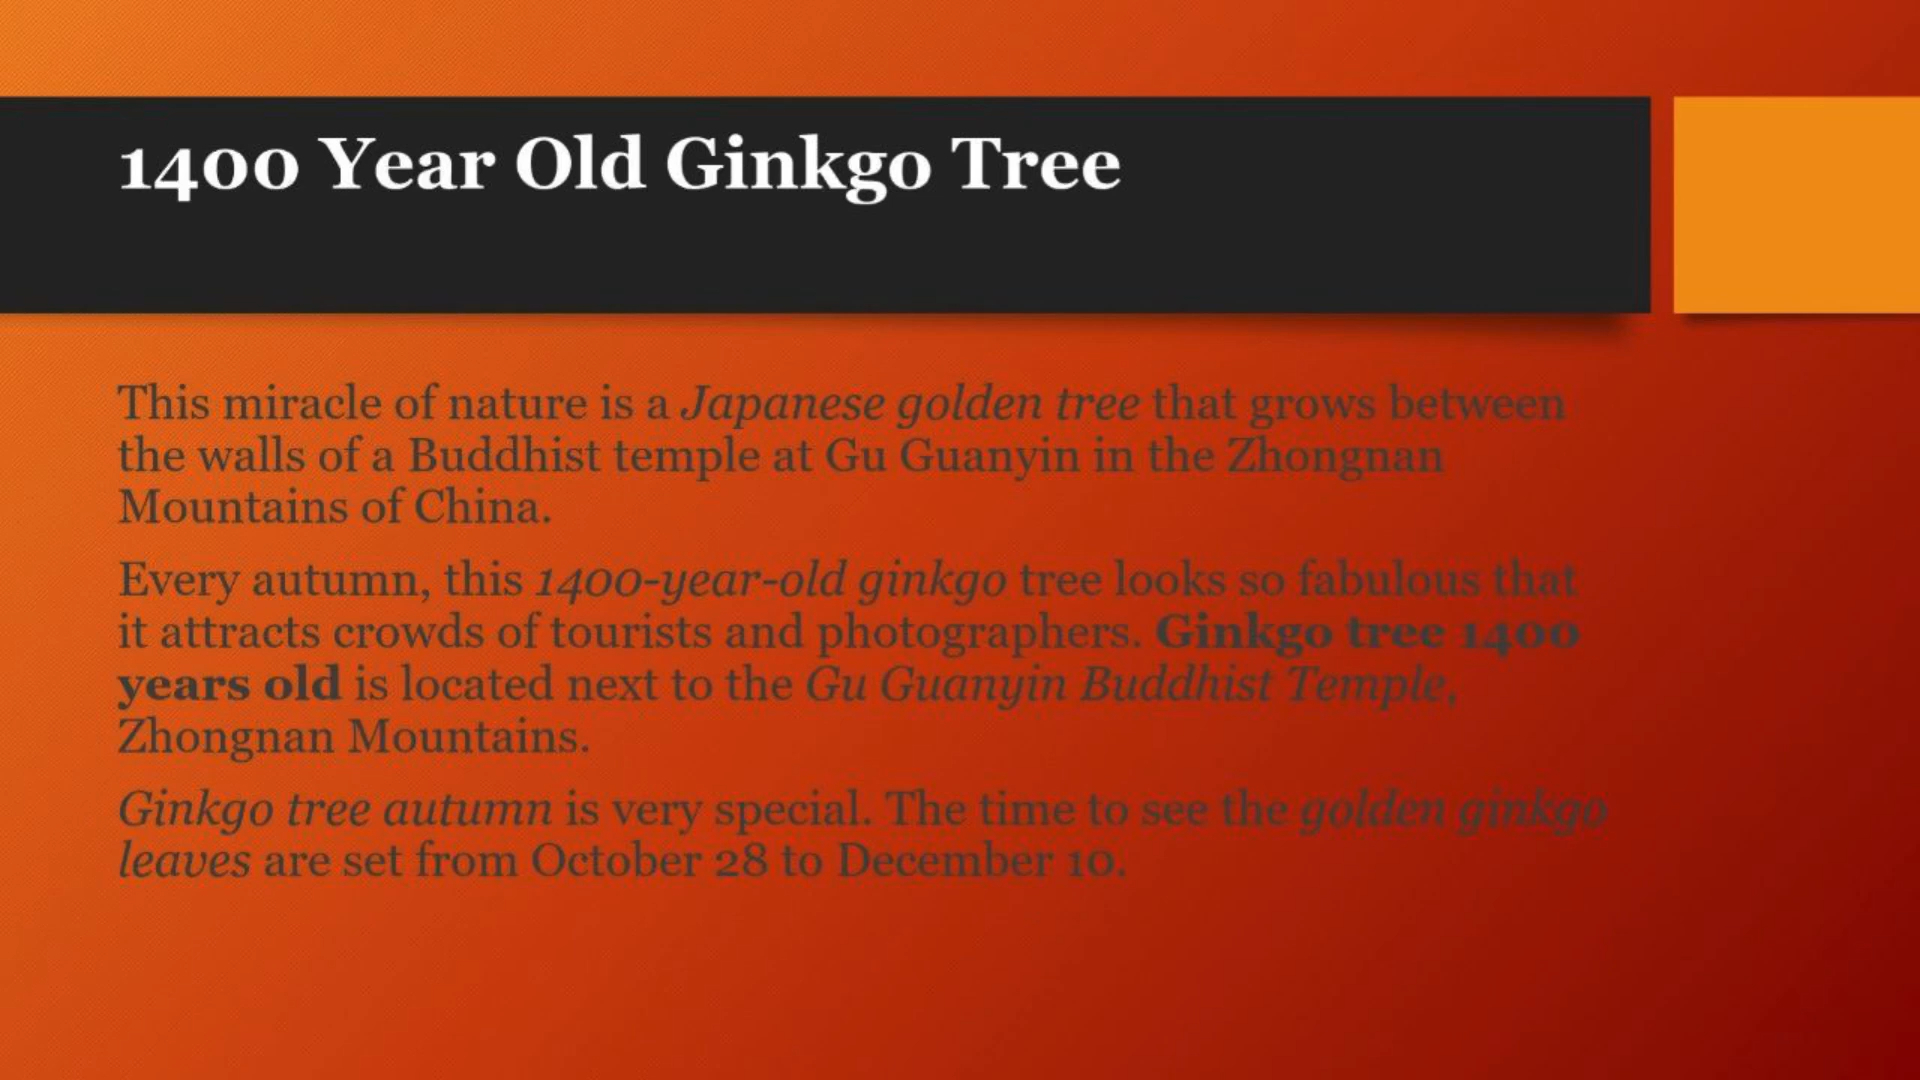 1400 Year Old Ginkgo Tree
This miracle of nature is a Japanese golden tree that grows between
the walls of a Buddhist temple at Gu Guanyin in the Zhongnan
Mountains of China.
Every autumn, this 1400-year-old ginkgo tree looks so fabulous that
it attracts crowds of tourists and photographers. Ginkgo tree 1400
years old is located next to the Gu Guanyin Buddhist Temple,
Zhongnan Mountains.
Ginkgo tree autumn is very special. The time to see the golden ginkgo
leaves are set from October 28 to December 10.